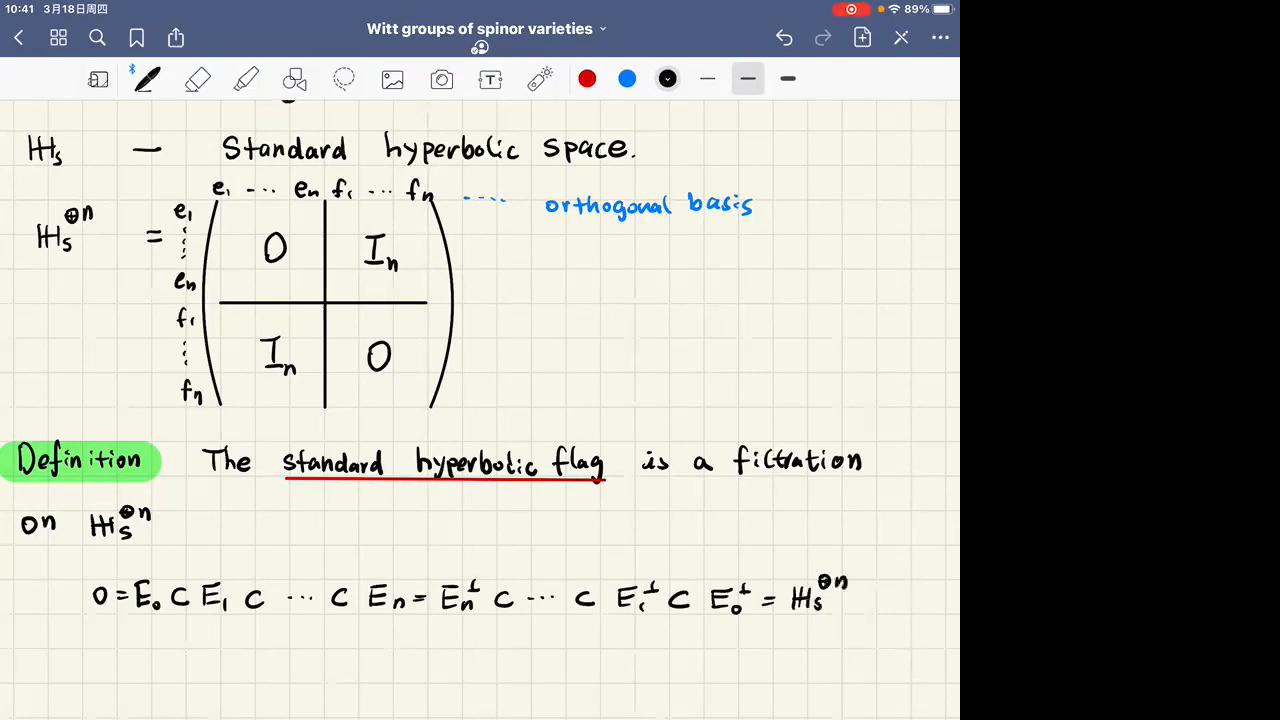 10:41 3月18日周四
89%
Witt groups of spinor varieties
ℍₛ — Standard hyperbolic space.
e₁ ··· eₙ f₁ ··· fₙ ---- orthogonal basis
ℍₛ^⊕n =
e₁
⋮
eₙ
f₁
⋮
fₙ
0 Iₙ
Iₙ 0
Definition The standard hyperbolic flag is a filtration
on ℍₛ^⊕n
0 = E₀ ⊂ E₁ ⊂ ··· ⊂ Eₙ = Eₙ^⊥ ⊂ ··· ⊂ E₁^⊥ ⊂ E₀^⊥ = ℍₛ^⊕n